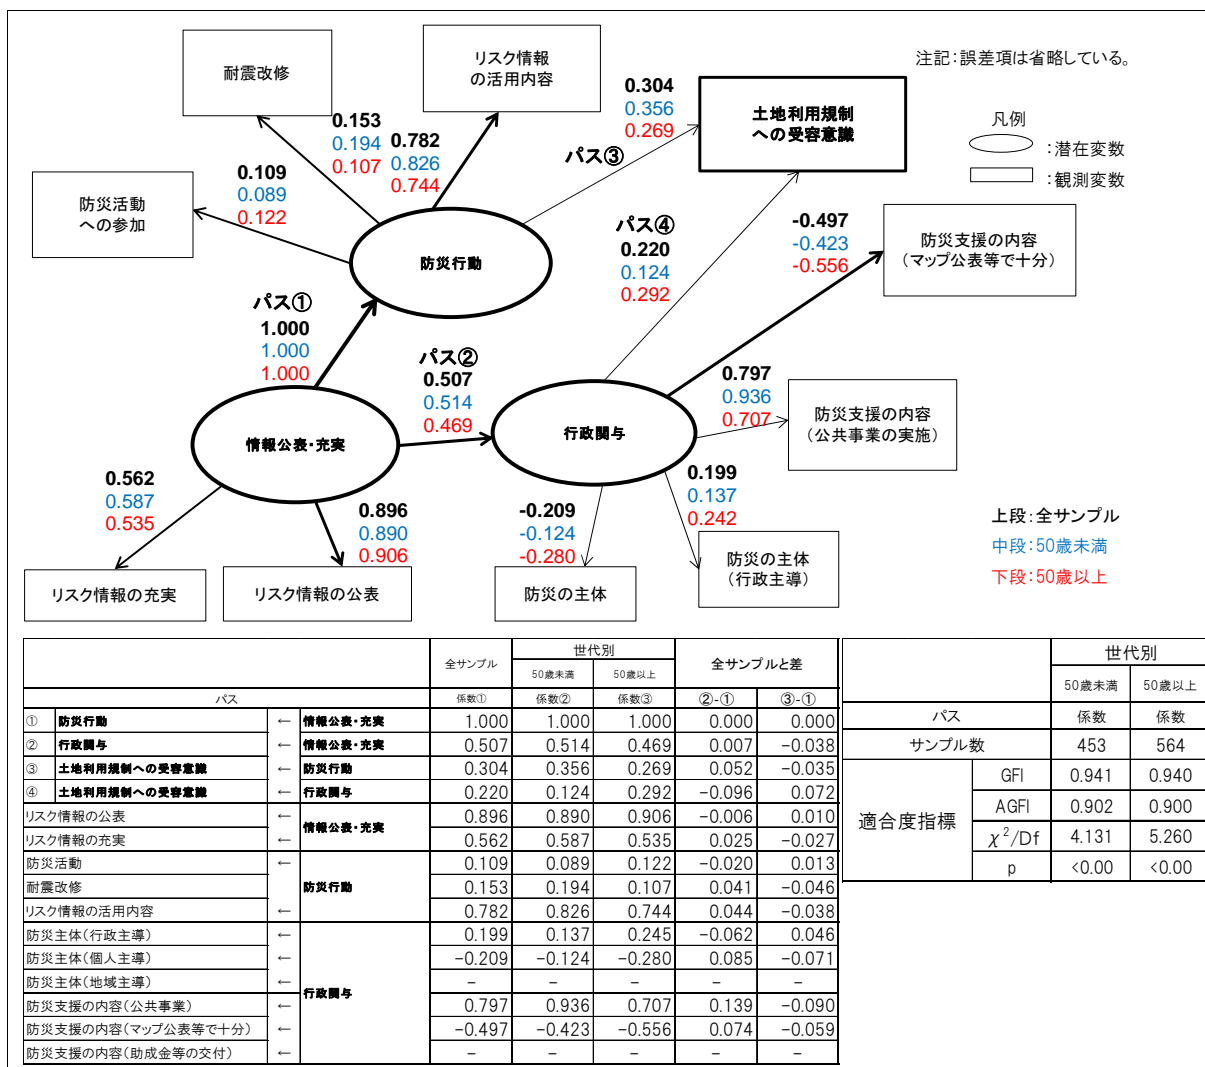 注記：誤差項は省略している。
凡例
：潜在変数
：観測変数
耐震改修
リスク情報
の活用内容
土地利用規制
への受容意識
防災活動
への参加
防災支援の内容
（マップ公表等で十分）
防災支援の内容
（公共事業の実施）
防災の主体
（行政主導）
防災の主体
リスク情報の公表
リスク情報の充実
防災行動
行政関与
情報公表・充実
0.153
0.194
0.107
0.782
0.826
0.744
0.109
0.089
0.122
パス③
0.304
0.356
0.269
パス④
0.220
0.124
0.292
-0.497
-0.423
-0.556
パス①
1.000
1.000
1.000
パス②
0.507
0.514
0.469
0.797
0.936
0.707
0.199
0.137
0.242
-0.209
-0.124
-0.280
0.562
0.587
0.535
0.896
0.890
0.906
上段：全サンプル
中段：50歳未満
下段：50歳以上
全サンプル 世代別 全サンプルと差
50歳未満 50歳以上
パス 係数① 係数② 係数③ ②-① ③-①
① 防災行動 ← 情報公表・充実 1.000 1.000 1.000 0.000 0.000
② 行政関与 ← 情報公表・充実 0.507 0.514 0.469 0.007 −0.038
③ 土地利用規制への受容意識 ← 防災行動 0.304 0.356 0.269 0.052 −0.035
④ 土地利用規制への受容意識 ← 行政関与 0.220 0.124 0.292 −0.096 0.072
リスク情報の公表 ← 情報公表・充実 0.896 0.890 0.906 −0.006 0.010
リスク情報の充実 ← 0.562 0.587 0.535 0.025 −0.027
防災活動 ← 0.109 0.089 0.122 −0.020 0.013
耐震改修 防災行動 0.153 0.194 0.107 0.041 −0.046
リスク情報の活用内容 ← 0.782 0.826 0.744 0.044 −0.038
防災主体（行政主導） ← 0.199 0.137 0.245 −0.062 0.046
防災主体（個人主導） ← −0.209 −0.124 −0.280 0.085 −0.071
防災主体（地域主導） ← 行政関与 − − − − −
防災支援の内容（公共事業） ← 0.797 0.936 0.707 0.139 −0.090
防災支援の内容（マップ公表等で十分） ← −0.497 −0.423 −0.556 0.074 −0.059
防災支援の内容（助成金等の交付） ← − − − − −
世代別
50歳未満 50歳以上
パス 係数 係数
サンプル数 453 564
適合度指標
GFI 0.941 0.940
AGFI 0.902 0.900
χ²/Df 4.131 5.260
p <0.00 <0.00